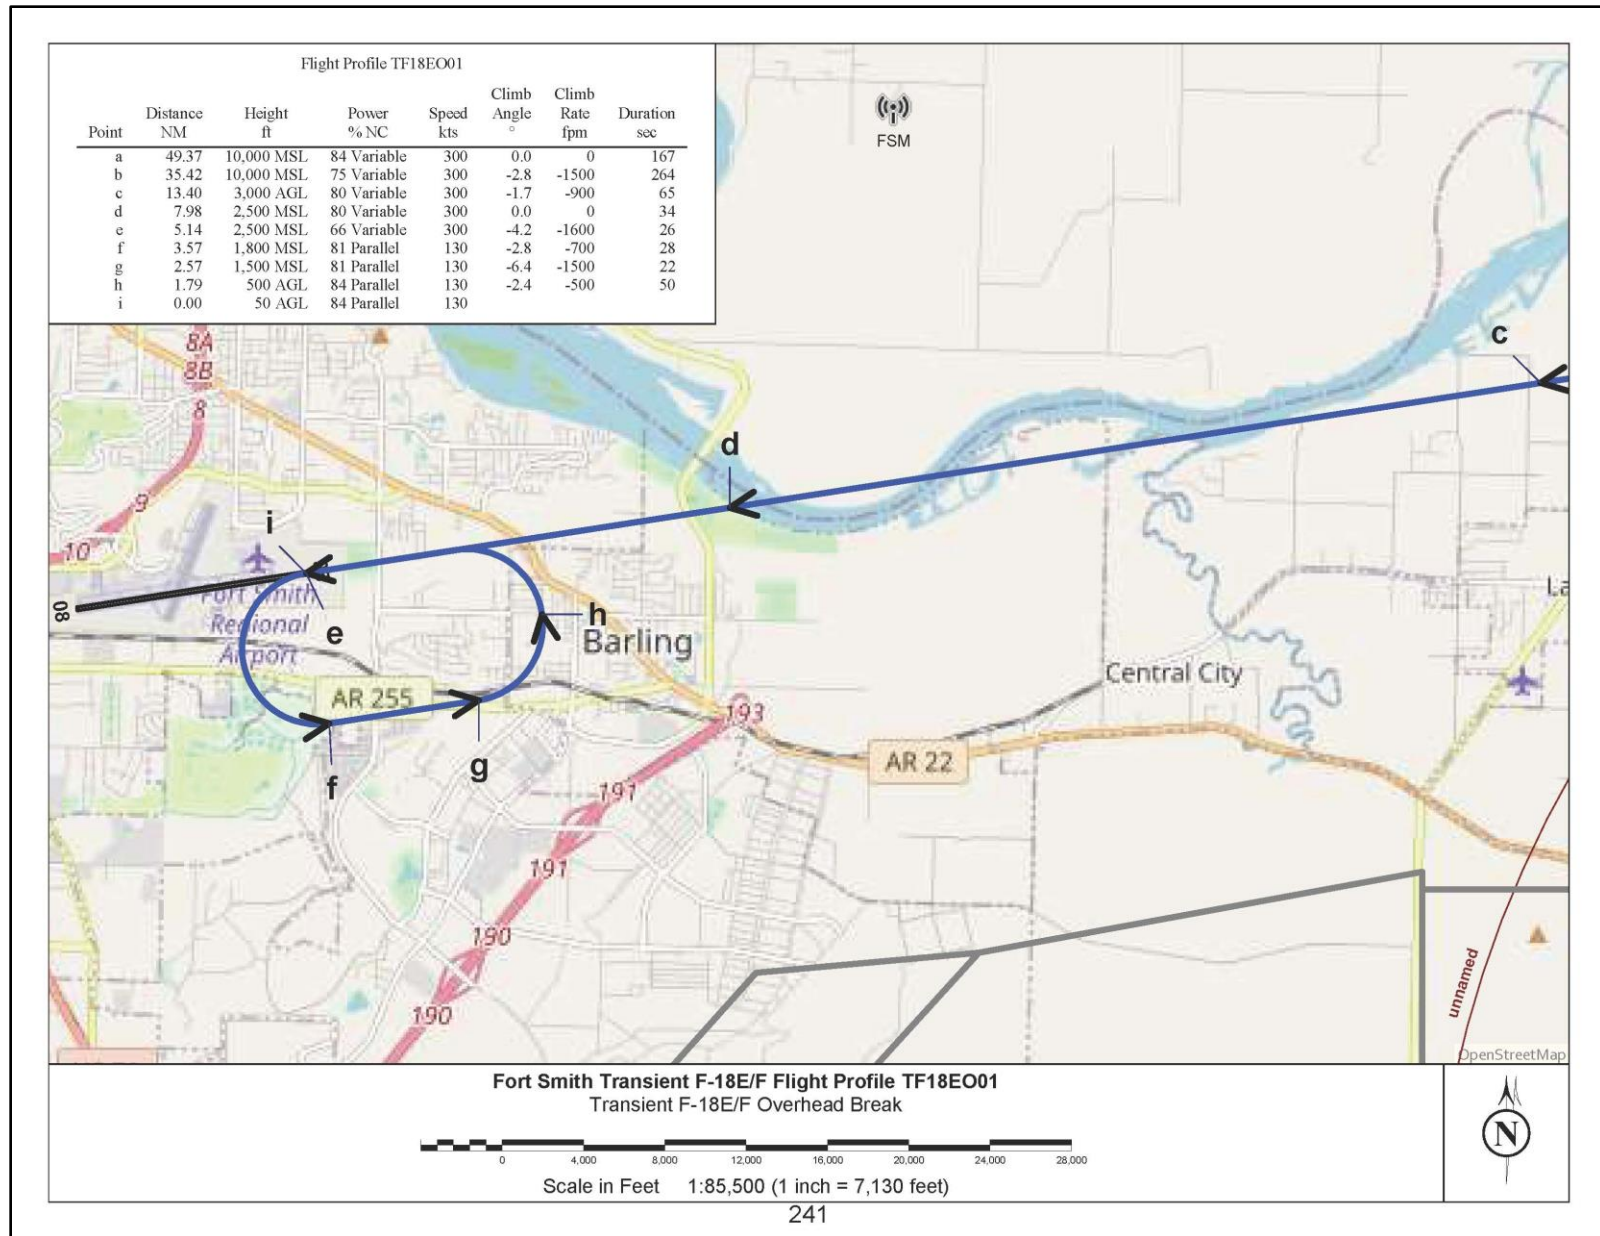 Flight Profile TF18EO01
Climb Climb
Distance Height Power Speed Angle Rate Duration
Point NM ft % NC kts ° fpm sec
a 49.37 10,000 MSL 84 Variable 300 0.0 0 167
b 35.42 10,000 MSL 75 Variable 300 -2.8 -1500 264
c 13.40 3,000 AGL 80 Variable 300 -1.7 -900 65
d 7.98 2,500 MSL 80 Variable 300 0.0 0 34
e 5.14 2,500 MSL 66 Variable 300 -4.2 -1600 26
f 3.57 1,800 MSL 81 Parallel 130 -2.8 -700 28
g 2.57 1,500 MSL 81 Parallel 130 -6.4 -1500 22
h 1.79 500 AGL 84 Parallel 130 -2.4 -500 50
i 0.00 50 AGL 84 Parallel 130
FSM
c
8A
8B
8
d
9
i
10
08
Fort Smith
Regional
Airport
e
h
Barling
La
Central City
AR 255
193
g
f
AR 22
191
191
190
190
unnamed
OpenStreetMap
Fort Smith Transient F-18E/F Flight Profile TF18EO01
Transient F-18E/F Overhead Break
0 4,000 8,000 12,000 16,000 20,000 24,000 28,000
Scale in Feet 1:85,500 (1 inch = 7,130 feet)
N
241